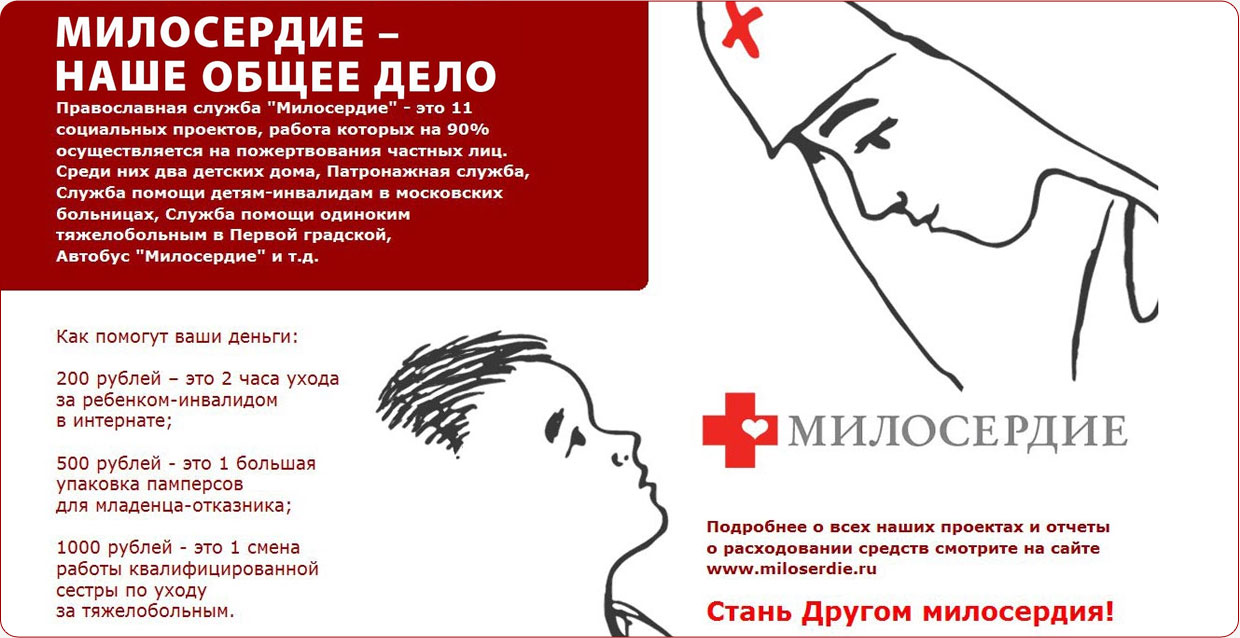 МИЛОСЕРДИЕ –
НАШЕ ОБЩЕЕ ДЕЛО
Православная служба "Милосердие" - это 11
социальных проектов, работа которых на 90%
осуществляется на пожертвования частных лиц.
Среди них два детских дома, Патронажная служба,
Служба помощи детям-инвалидам в московских
больницах, Служба помощи одиноким
тяжелобольным в Первой градской,
Автобус "Милосердие" и т.д.
Как помогут ваши деньги:
200 рублей – это 2 часа ухода
за ребенком-инвалидом
в интернате;
500 рублей - это 1 большая
упаковка памперсов
для младенца-отказника;
1000 рублей - это 1 смена
работы квалифицированной
сестры по уходу
за тяжелобольным.
МИЛОСЕРДИЕ
Подробнее о всех наших проектах и отчеты
о расходовании средств смотрите на сайте
www.miloserdie.ru
Стань Другом милосердия!